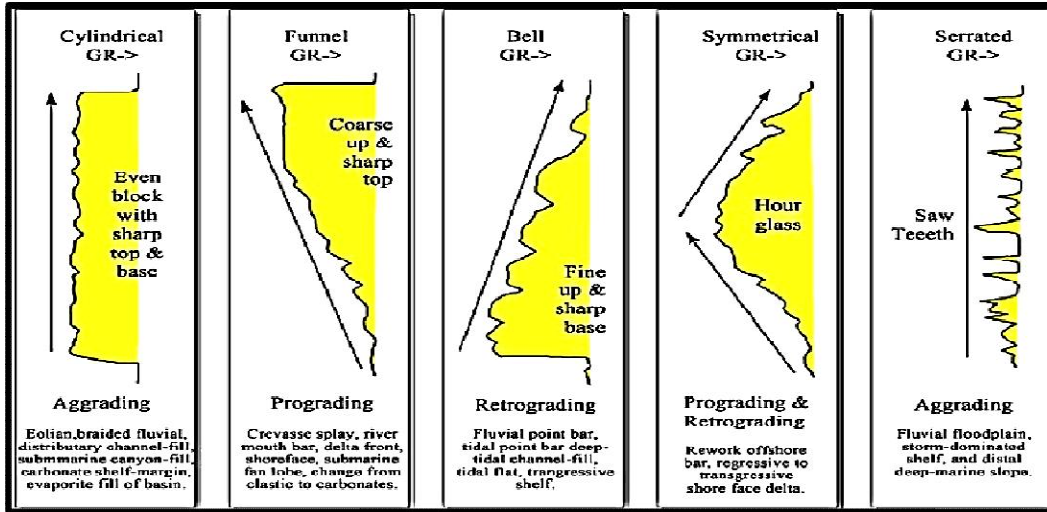 Cylindrical
GR->
Even
block
with
sharp
top &
base
Aggrading
Eolian,braided fluvial,
distributary channel-fill,
submmurine canyon-fill,
carbonate shelf-margin,
evaporite fill of basin.
Funnel
GR->
Coarse
up &
sharp
top
Prograding
Crevasse splay, river
mouth bar, delta front,
shoreface, submarine
fan lobe, change from
clastic to carbonates.
Bell
GR->
Fine
up &
sharp
base
Retrograding
Fluvial point bar,
tidal point bar deep-
tidal channel-fill,
tidal flat, trangressive
shelf.
Symmetrical
GR->
Hour
glass
Prograding &
Retrograding
Rework offshore
bar, regressive to
transgressive
shore face delta.
Serrated
GR->
Saw
Teeeth
Aggrading
Fluvial floodplain,
storm-dominated
shelf, and distal
deep-marine slope.